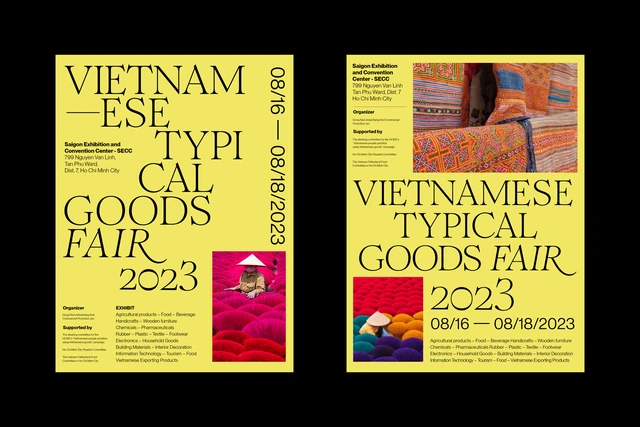 VIETNAM
—ESE
TYPI
CAL
GOODS
FAIR
2023
08/16 — 08/18/2023
Saigon Exhibition and
Convention Center - SECC
799 Nguyen Van Linh,
Tan Phu Ward,
Dist. 7, Ho Chi Minh City
Organizer
Supported by
EXHIBIT
Agricultural products – Food – Beverage
Handicrafts – Wooden furniture
Chemicals – Pharmaceuticals
Rubber – Plastic – Textile – Footwear
Electronics – Household Goods
Building Materials – Interior Decoration
Information Technology – Tourism – Food
Vietnamese Exporting Products
Saigon Exhibition
and Convention
Center - SECC
799 Nguyen Van Linh
Tan Phu Ward, Dist. 7
Ho Chi Minh City
Organizer
Supported by
VIETNAMESE
TYPICAL
GOODS FAIR
2023
08/16 — 08/18/2023
Agricultural products – Food – Beverage Handicrafts – Wooden furniture
Chemicals – Pharmaceuticals Rubber – Plastic – Textile – Footwear
Electronics – Household Goods – Building Materials – Interior Decoration
Information Technology – Tourism – Food – Vietnamese Exporting Products